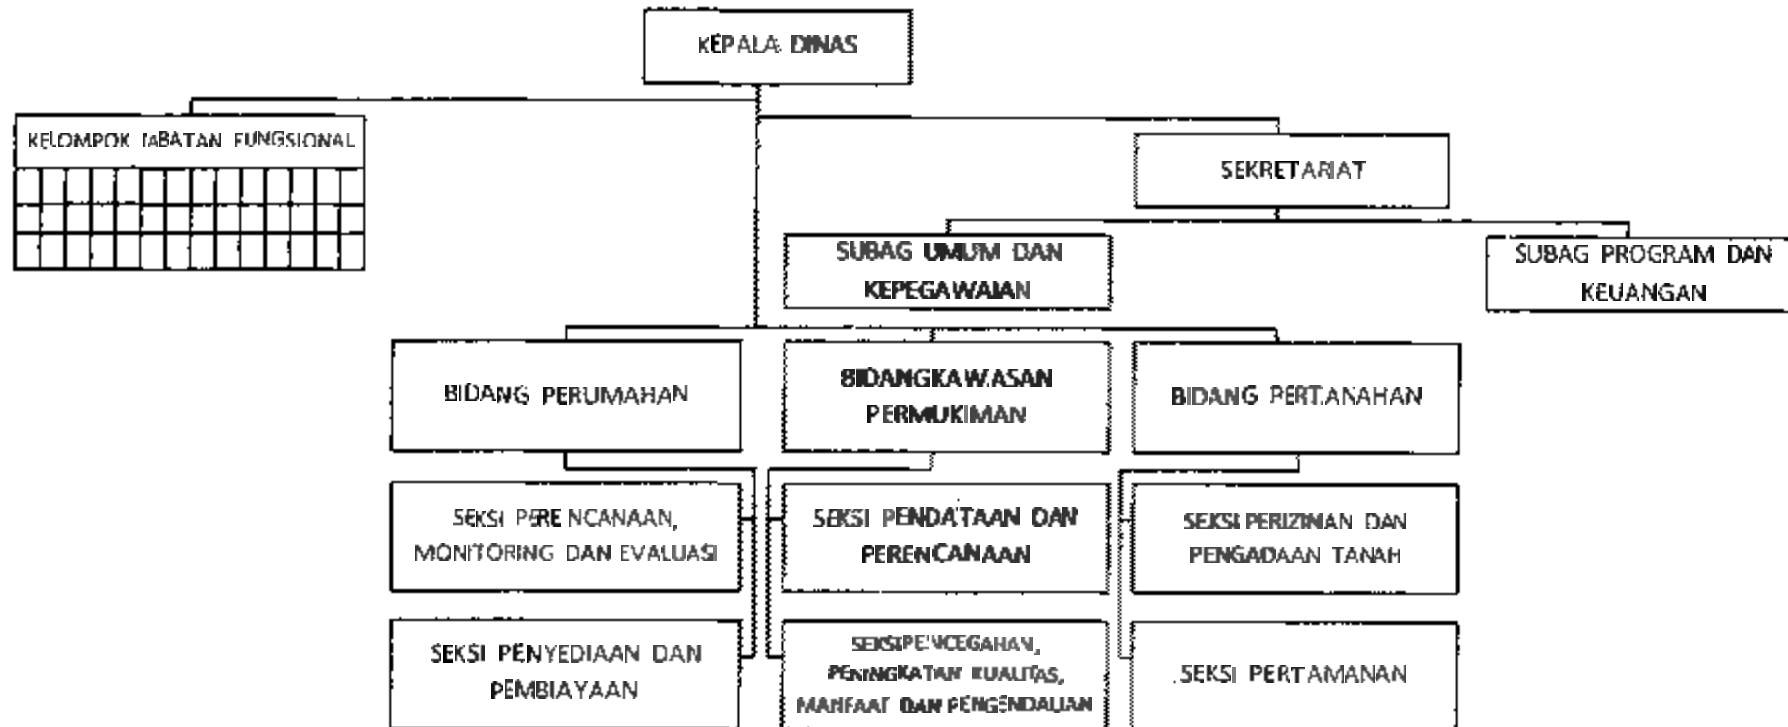 KEPALA DINAS
KELOMPOK JABATAN FUNGSIONAL
SEKRETARIAT
SUBAG UMUM DAN
KEPEGAWAIAN
SUBAG PROGRAM DAN
KEUANGAN
BIDANG PERUMAHAN
BIDANGKAWASAN
PERMUKIMAN
BIDANG PERTANAHAN
SEKSI PERENCANAAN,
MONITORING DAN EVALUASI
SEKSI PENDATAAN DAN
PERENCANAAN
SEKSI PERIZINAN DAN
PENGADAAN TANAH
SEKSI PENYEDIAAN DAN
PEMBIAYAAN
SEKSI PENCEGAHAN,
PENINGKATAN KUALITAS,
MANFAAT DAN PENGENDALIAN
SEKSI PERTAMANAN